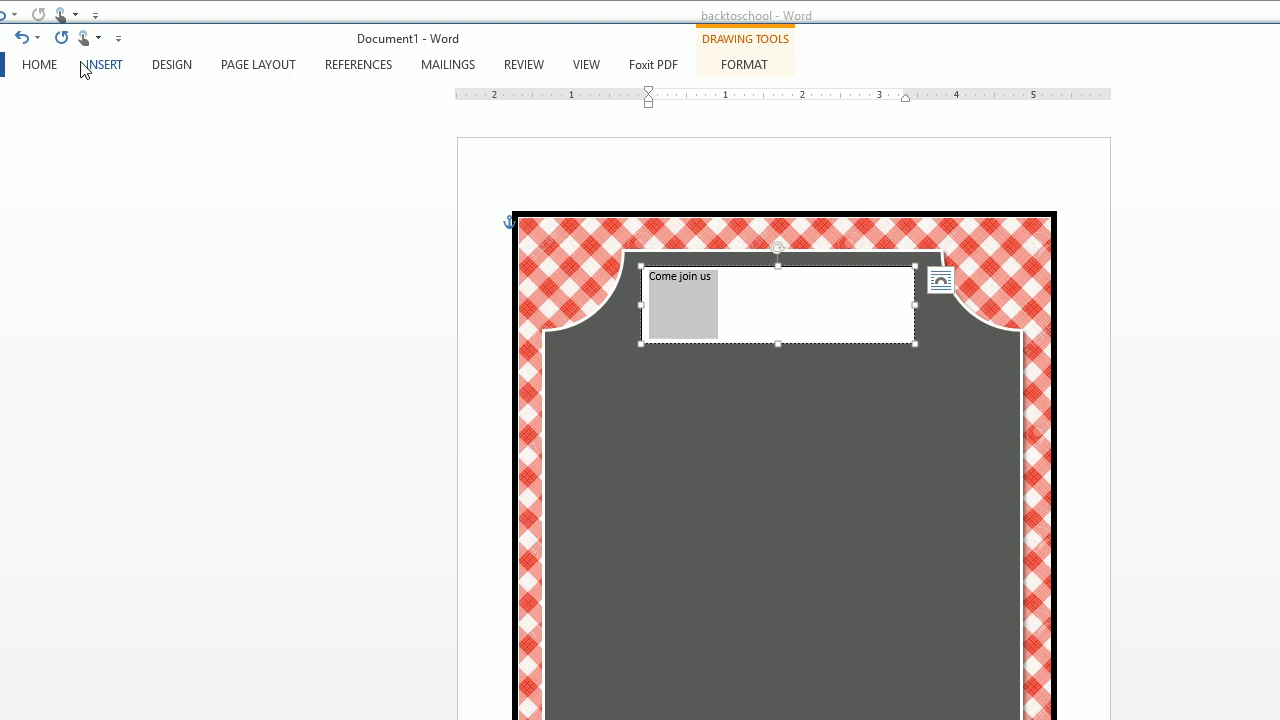 backtoschool - Word
Document1 - Word
DRAWING TOOLS
HOME INSERT DESIGN PAGE LAYOUT REFERENCES MAILINGS REVIEW VIEW Foxit PDF FORMAT
2 1 1 2 3 4 5
Come join us